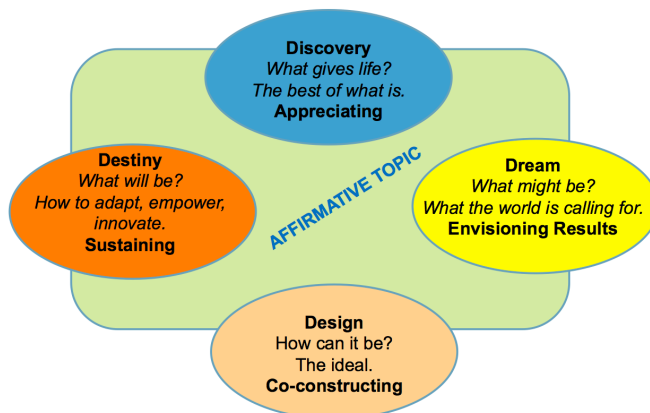 Discovery
What gives life?
The best of what is.
Appreciating
Destiny
What will be?
How to adapt, empower,
innovate.
Sustaining
AFFIRMATIVE TOPIC
Dream
What might be?
What the world is calling for.
Envisioning Results
Design
How can it be?
The ideal.
Co-constructing